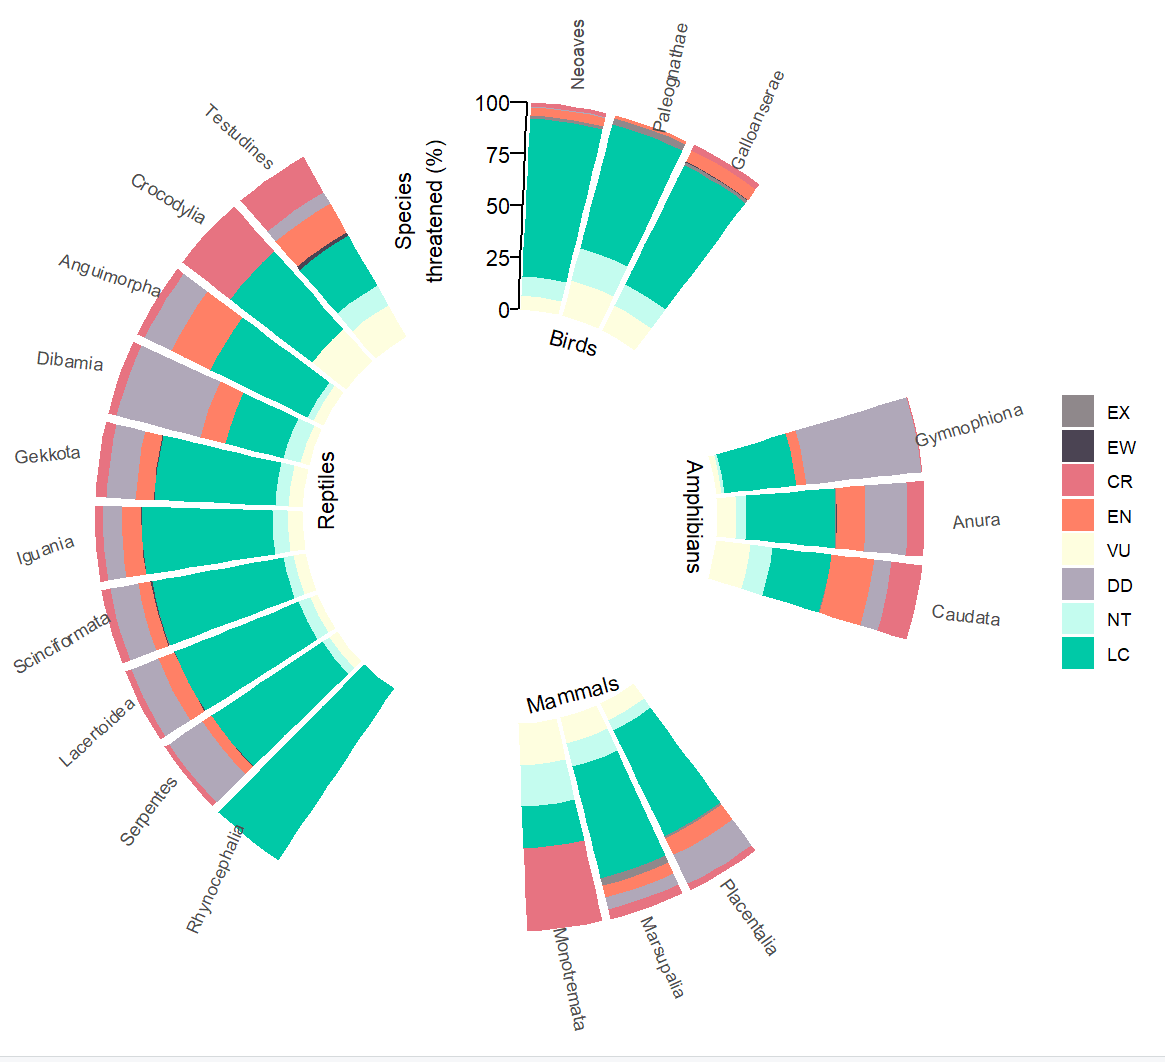 Neoaves
Paleognathae
Galloanserae
100
75
50
25
0
Species
threatened (%)
Birds
Testudines
Crocodylia
Anguimorpha
Dibamia
Gekkota
Iguania
Scinciformata
Lacertoidea
Serpentes
Rhynocephalia
Reptiles
Gymnophiona
Anura
Caudata
Amphibians
Mammals
Monotremata
Marsupalia
Placentalia
EX
EW
CR
EN
VU
DD
NT
LC